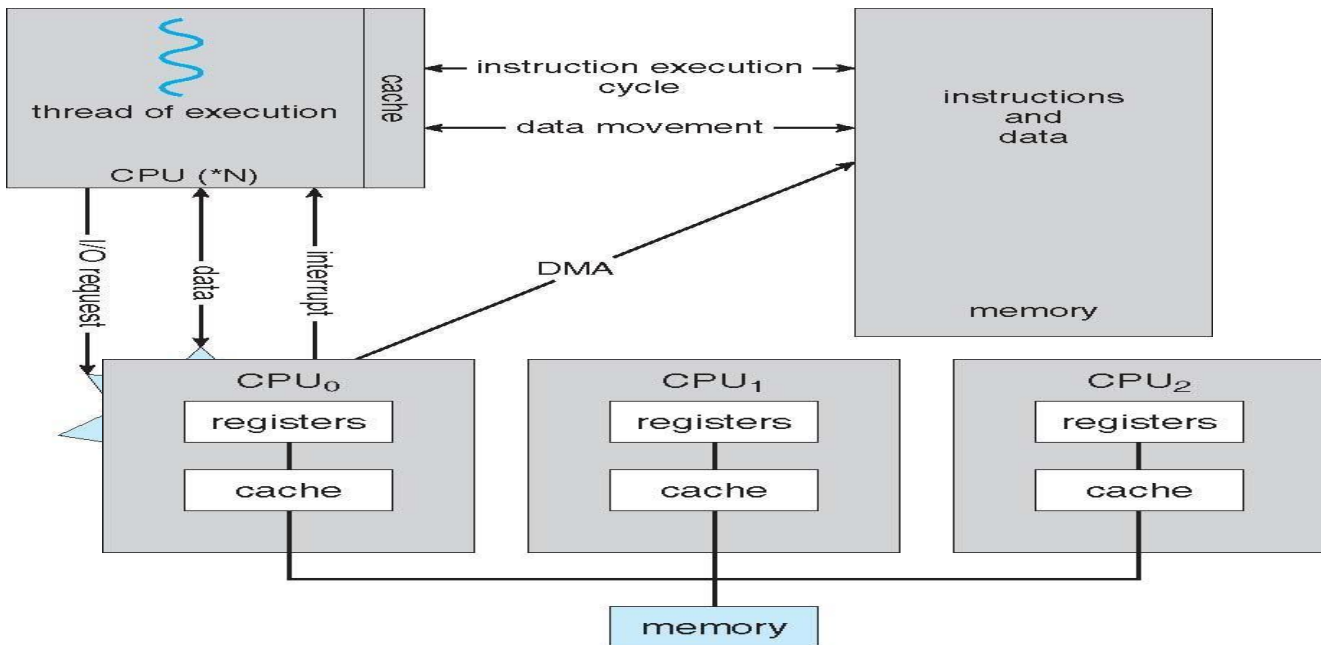 thread of execution
cache
CPU (*N)
instruction execution
cycle
data movement
instructions
and
data
memory
I/O request
data
interrupt
DMA
CPU₀
registers
cache
CPU₁
registers
cache
CPU₂
registers
cache
memory